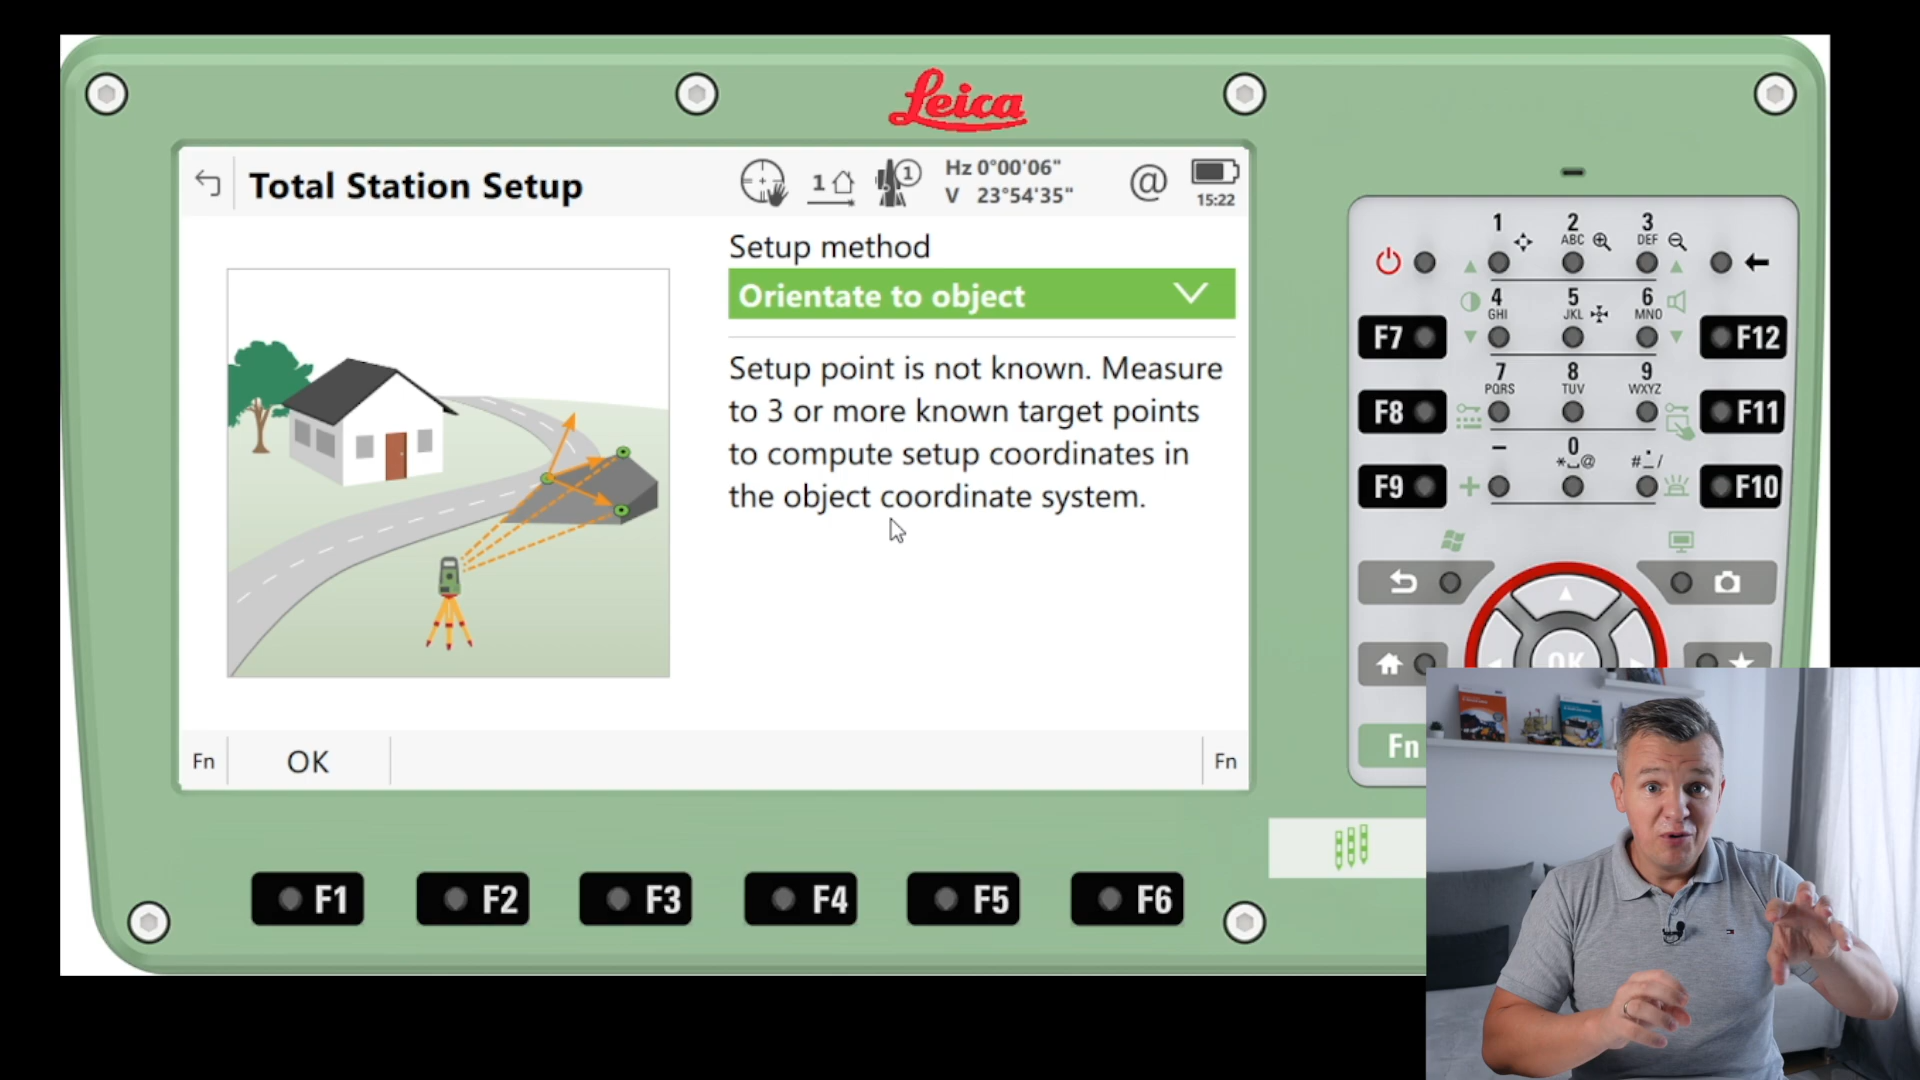 Leica
Total Station Setup
1
1
Hz 0°00'06"
V 23°54'35"
@
15:22
Setup method
Orientate to object
Setup point is not known. Measure
to 3 or more known target points
to compute setup coordinates in
the object coordinate system.
Fn
OK
Fn
F1
F2
F3
F4
F5
F6
1
2
ABC
3
DEF
4
GHI
5
JKL
6
MNO
7
PQRS
8
TUV
9
WXYZ
0
*␣@
#./
F7
F8
F9
F12
F11
F10
OK
Fn